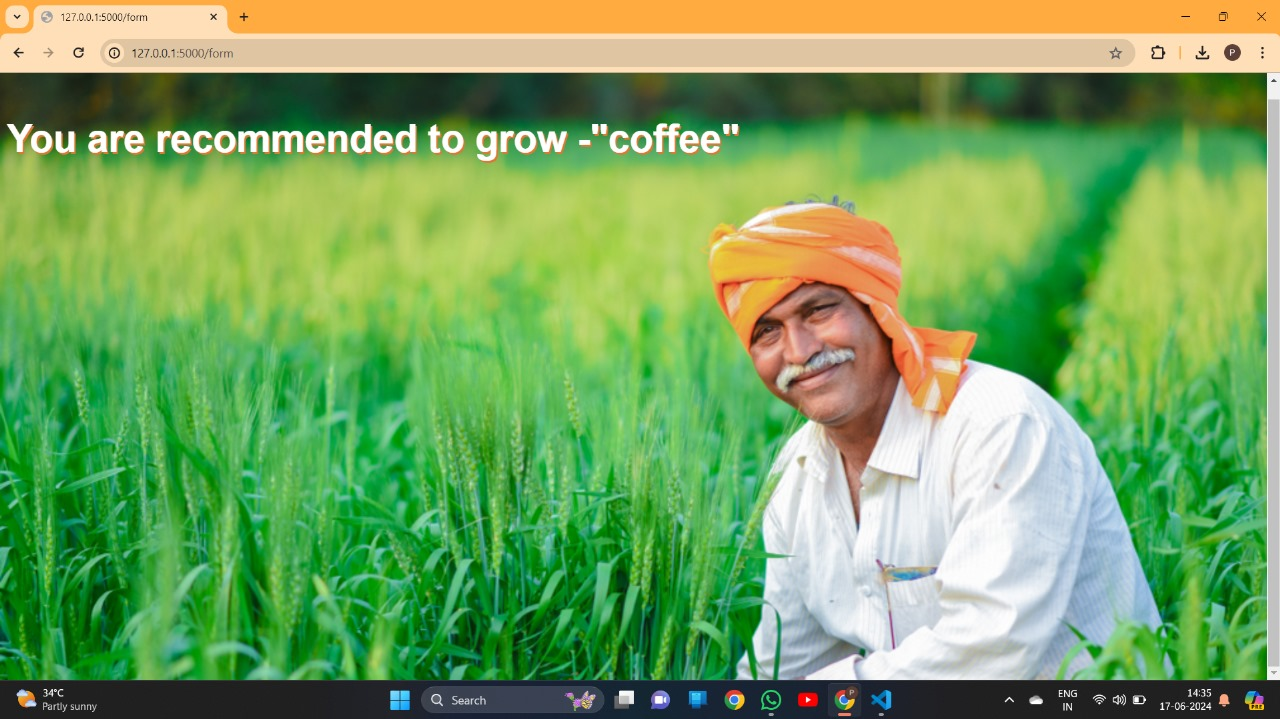 127.0.0.1:5000/form
127.0.0.1:5000/form
P
You are recommended to grow -"coffee"
34°C
Partly sunny
Search
P
ENG
IN
14:35
17-06-2024
PRE